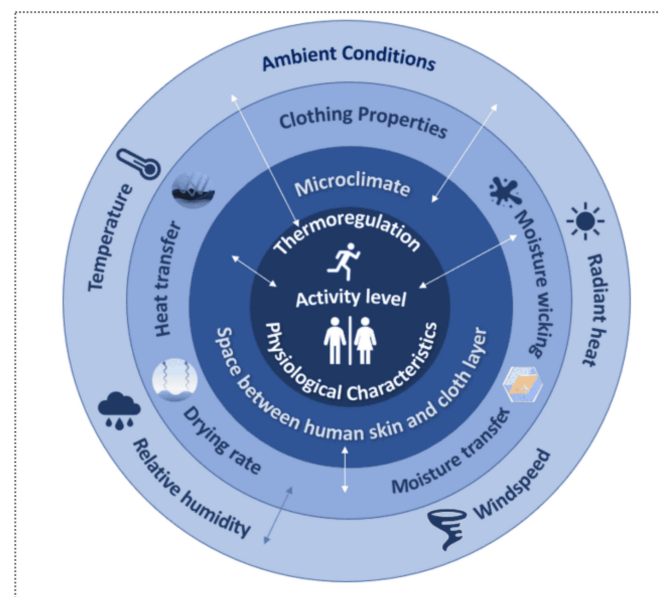 Ambient Conditions
Clothing Properties
Microclimate
Thermoregulation
Activity level
Physiological Characteristics
Space between human skin and cloth layer
Temperature
Heat transfer
Moisture wicking
Radiant heat
Drying rate
Moisture transfer
Relative humidity
Windspeed